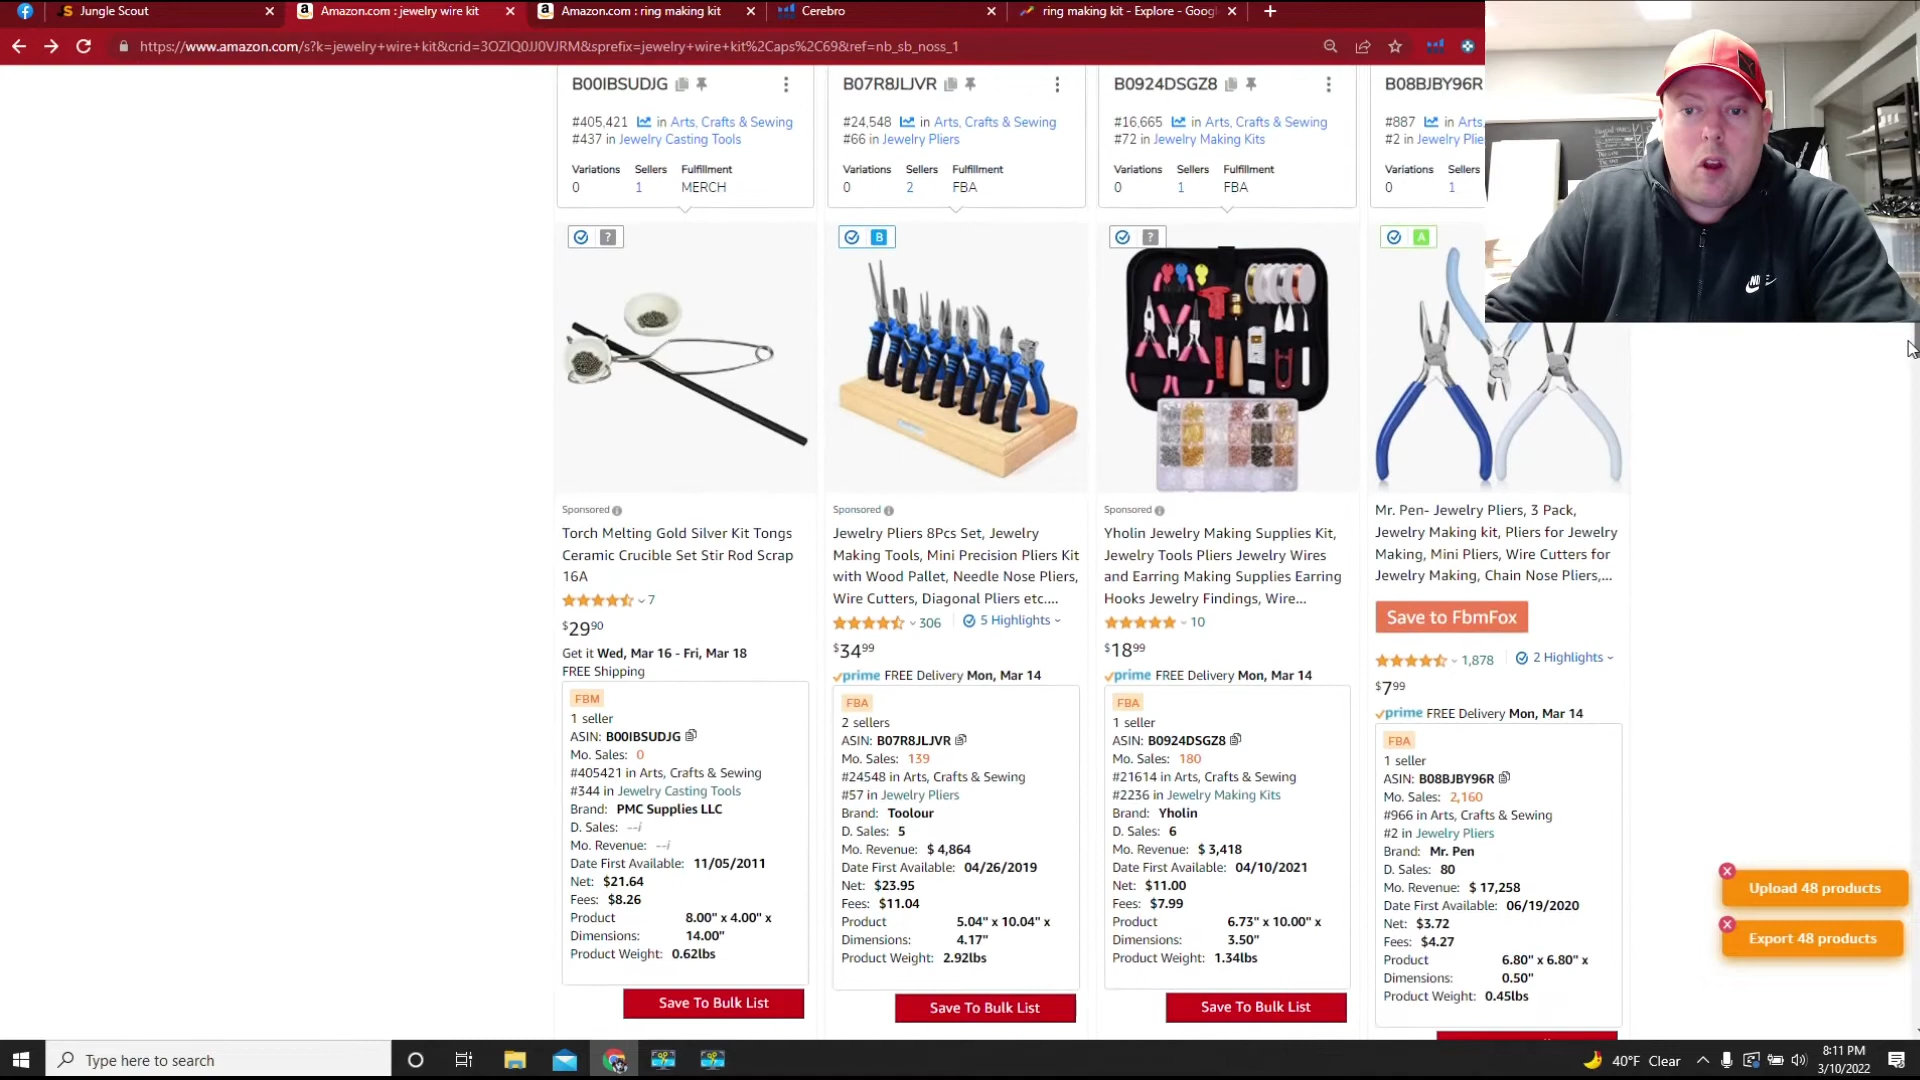 Jungle Scout
Amazon.com : jewelry wire kit
Amazon.com : ring making kit
Cerebro
ring making kit - Explore - Googl
https://www.amazon.com/s?k=jewelry+wire+kit&crid=3OZIQ0JJ0VJRM&sprefix=jewelry+wire+kit%2Caps%2C69&ref=nb_sb_noss_1
B00IBSUDJG
#405,421 in Arts, Crafts & Sewing
#437 in Jewelry Casting Tools
Variations Sellers Fulfillment
0 1 MERCH
B07R8JLJVR
#24,548 in Arts, Crafts & Sewing
#66 in Jewelry Pliers
Variations Sellers Fulfillment
0 2 FBA
B0924DSGZ8
#16,665 in Arts, Crafts & Sewing
#72 in Jewelry Making Kits
Variations Sellers Fulfillment
0 1 FBA
B08BJBY96R
#887 in Arts,
#2 in Jewelry Plie
Variations Sellers
0 1
?
B
?
A
Sponsored
Torch Melting Gold Silver Kit Tongs
Ceramic Crucible Set Stir Rod Scrap
16A
7
$29.90
Get it Wed, Mar 16 - Fri, Mar 18
FREE Shipping
FBM
1 seller
ASIN: B00IBSUDJG
Mo. Sales: 0
#405421 in Arts, Crafts & Sewing
#344 in Jewelry Casting Tools
Brand: PMC Supplies LLC
D. Sales: --i
Mo. Revenue: --i
Date First Available: 11/05/2011
Net: $21.64
Fees: $8.26
Product 8.00" x 4.00" x
Dimensions: 14.00"
Product Weight: 0.62lbs
Save To Bulk List
Sponsored
Jewelry Pliers 8Pcs Set, Jewelry
Making Tools, Mini Precision Pliers Kit
with Wood Pallet, Needle Nose Pliers,
Wire Cutters, Diagonal Pliers etc....
306 5 Highlights
$34.99
prime FREE Delivery Mon, Mar 14
FBA
2 sellers
ASIN: B07R8JLJVR
Mo. Sales: 139
#24548 in Arts, Crafts & Sewing
#57 in Jewelry Pliers
Brand: Toolour
D. Sales: 5
Mo. Revenue: $ 4,864
Date First Available: 04/26/2019
Net: $23.95
Fees: $11.04
Product 5.04" x 10.04" x
Dimensions: 4.17"
Product Weight: 2.92lbs
Save To Bulk List
Sponsored
Yholin Jewelry Making Supplies Kit,
Jewelry Tools Pliers Jewelry Wires
and Earring Making Supplies Earring
Hooks Jewelry Findings, Wire...
10
$18.99
prime FREE Delivery Mon, Mar 14
FBA
1 seller
ASIN: B0924DSGZ8
Mo. Sales: 180
#21614 in Arts, Crafts & Sewing
#2236 in Jewelry Making Kits
Brand: Yholin
D. Sales: 6
Mo. Revenue: $ 3,418
Date First Available: 04/10/2021
Net: $11.00
Fees: $7.99
Product 6.73" x 10.00" x
Dimensions: 3.50"
Product Weight: 1.34lbs
Save To Bulk List
Mr. Pen- Jewelry Pliers, 3 Pack,
Jewelry Making kit, Pliers for Jewelry
Making, Mini Pliers, Wire Cutters for
Jewelry Making, Chain Nose Pliers,...
Save to FbmFox
1,878 2 Highlights
$7.99
prime FREE Delivery Mon, Mar 14
FBA
1 seller
ASIN: B08BJBY96R
Mo. Sales: 2,160
#966 in Arts, Crafts & Sewing
#2 in Jewelry Pliers
Brand: Mr. Pen
D. Sales: 80
Mo. Revenue: $ 17,258
Date First Available: 06/19/2020
Net: $3.72
Fees: $4.27
Product 6.80" x 6.80" x
Dimensions: 0.50"
Product Weight: 0.45lbs
Upload 48 products
Export 48 products
Type here to search
40°F Clear
8:11 PM
3/10/2022